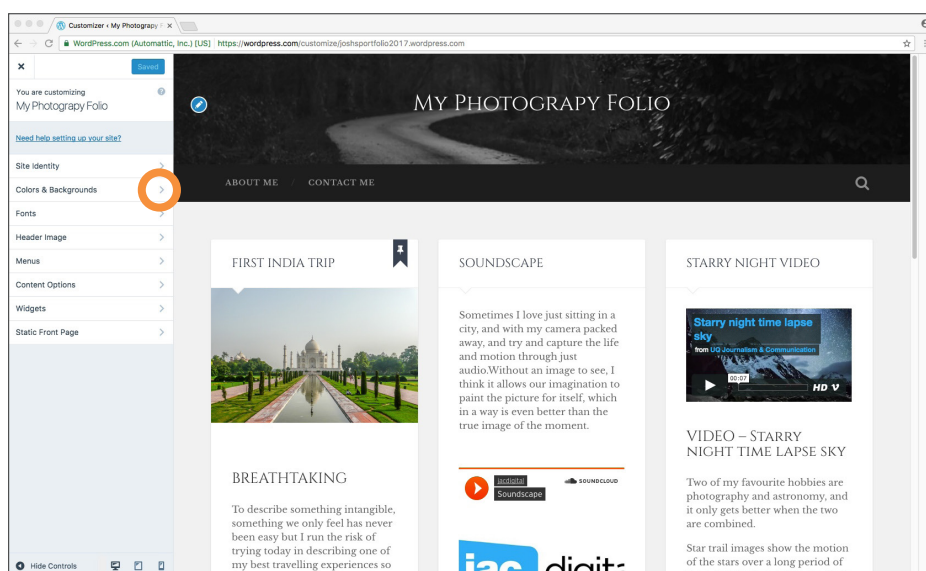 Customizer ‹ My Photograpy F
WordPress.com (Automattic, Inc.) [US] https://wordpress.com/customize/joshsportfolio2017.wordpress.com
Saved
You are customizing
My Photograpy Folio
Need help setting up your site?
Site Identity
Colors & Backgrounds
Fonts
Header Image
Menus
Content Options
Widgets
Static Front Page
Hide Controls
My Photograpy Folio
ABOUT ME / CONTACT ME
FIRST INDIA TRIP
BREATHTAKING
To describe something intangible,
something we only feel has never
been easy but I run the risk of
trying today in describing one of
my best travelling experiences so
SOUNDSCAPE
Sometimes I love just sitting in a
city, and with my camera packed
away, and try and capture the life
and motion through just
audio.Without an image to see, I
think it allows our imagination to
paint the picture for itself, which
in a way is even better than the
true image of the moment.
jacdigital
Soundscape
SOUNDCLOUD
jac digita
STARRY NIGHT VIDEO
Starry night time lapse
sky
from UQ Journalism & Communication
00:07
HD V
VIDEO – Starry
night time lapse sky
Two of my favourite hobbies are
photography and astronomy, and
it only gets better when the two
are combined.
Star trail images show the motion
of the stars over a long period of